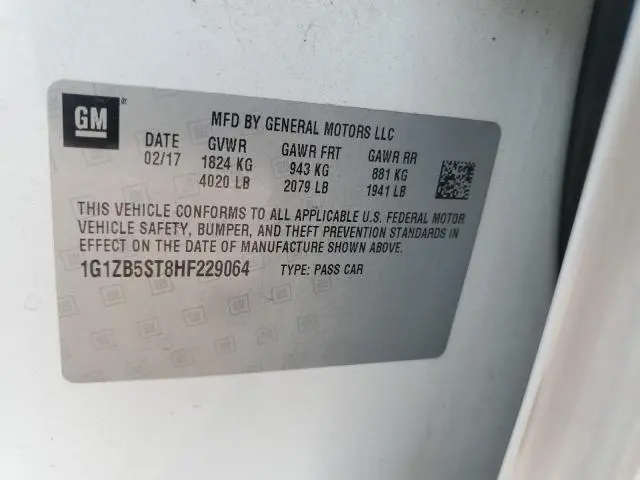 GM
MFD BY GENERAL MOTORS LLC
DATE GVWR GAWR FRT GAWR RR
02/17 1824 KG 943 KG 881 KG
4020 LB 2079 LB 1941 LB
THIS VEHICLE CONFORMS TO ALL APPLICABLE U.S. FEDERAL MOTOR
VEHICLE SAFETY, BUMPER, AND THEFT PREVENTION STANDARDS IN
EFFECT ON THE DATE OF MANUFACTURE SHOWN ABOVE.
1G1ZB5ST8HF229064 TYPE: PASS CAR